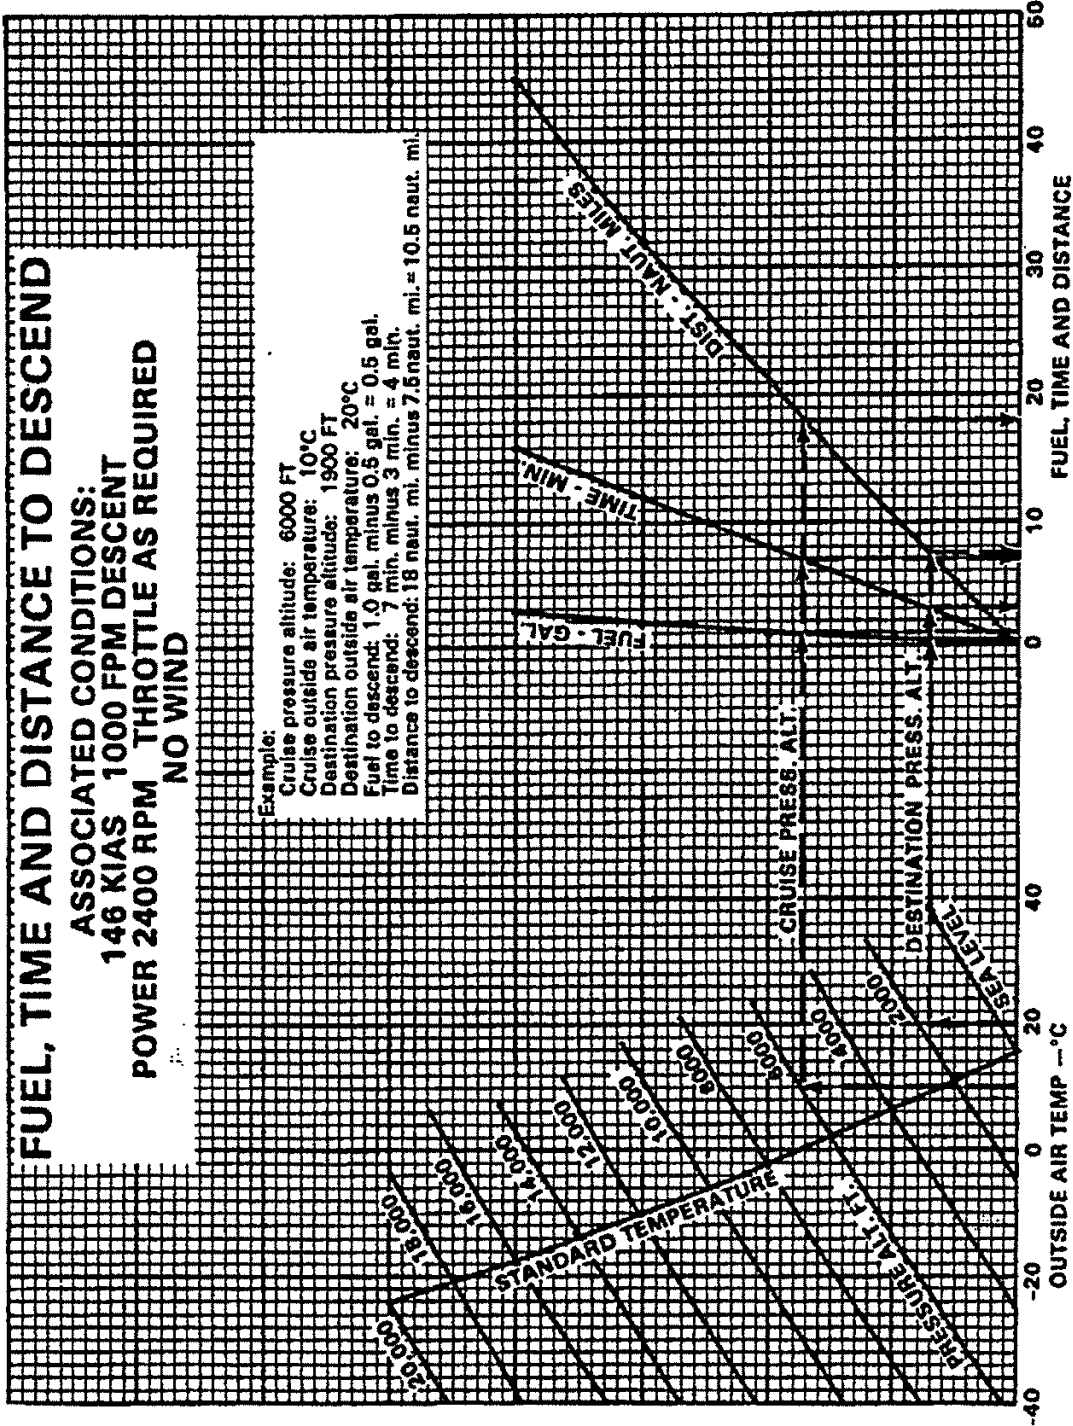 FUEL, TIME AND DISTANCE TO DESCEND
ASSOCIATED CONDITIONS:
146 KIAS 1000 FPM DESCENT
POWER 2400 RPM THROTTLE AS REQUIRED
NO WIND
Example:
Cruise pressure altitude: 6000 FT
Cruise outside air temperature: 10°C
Destination pressure altitude: 1900 FT
Destination outside air temperature: 20°C
Fuel to descend: 1.0 gal. minus 0.5 gal. = 0.5 gal.
Time to descend: 7 min. minus 3 min. = 4 min.
Distance to descend: 18 naut. mi. minus 7.5 naut. mi. = 10.5 naut. mi.
20,000
18,000
16,000
14,000
12,000
10,000
8000
6000
4000
2000
SEA LEVEL
STANDARD TEMPERATURE
PRESSURE ALT. FT.
CRUISE PRESS. ALT.
DESTINATION PRESS. ALT.
FUEL - GAL.
TIME - MIN.
DIST. - NAUT. MILES
-40
-20
0
20
40
0
10
20
30
40
50
OUTSIDE AIR TEMP —°C
FUEL, TIME AND DISTANCE